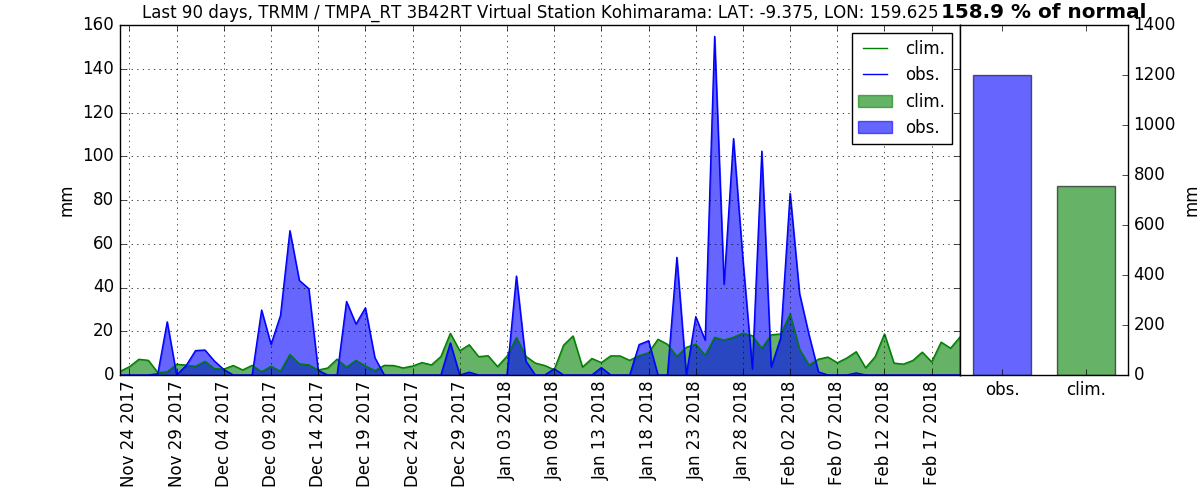 Last 90 days, TRMM / TMPA_RT 3B42RT Virtual Station Kohimarama: LAT: -9.375, LON: 159.625 158.9 % of normal
160
140
120
100
80
60
40
20
0
mm
clim.
obs.
clim.
obs.
1400
1200
1000
800
600
400
200
0
mm
obs.
clim.
Nov 24 2017
Nov 29 2017
Dec 04 2017
Dec 09 2017
Dec 14 2017
Dec 19 2017
Dec 24 2017
Dec 29 2017
Jan 03 2018
Jan 08 2018
Jan 13 2018
Jan 18 2018
Jan 23 2018
Jan 28 2018
Feb 02 2018
Feb 07 2018
Feb 12 2018
Feb 17 2018